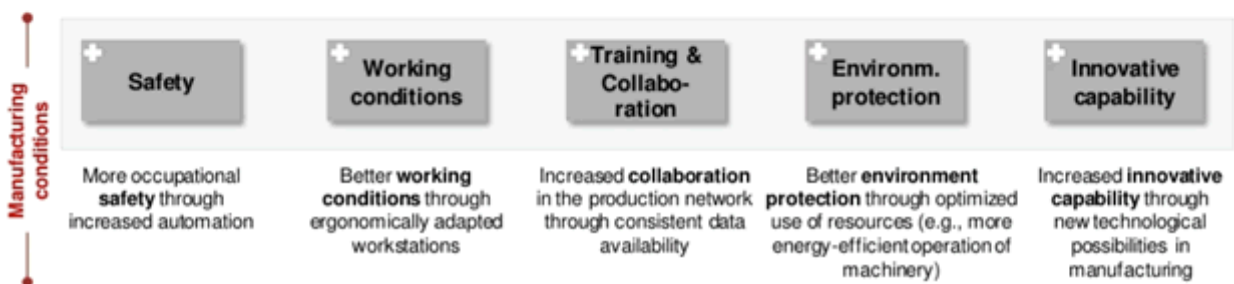 Manufacturing
conditions
Safety
Working
conditions
Training &
Collabo-
ration
Environm.
protection
Innovative
capability
More occupational
safety through
increased automation
Better working
conditions through
ergonomically adapted
workstations
Increased collaboration
in the production network
through consistent data
availability
Better environment
protection through optimized
use of resources (e.g., more
energy-efficient operation of
machinery)
Increased innovative
capability through
new technological
possibilities in
manufacturing